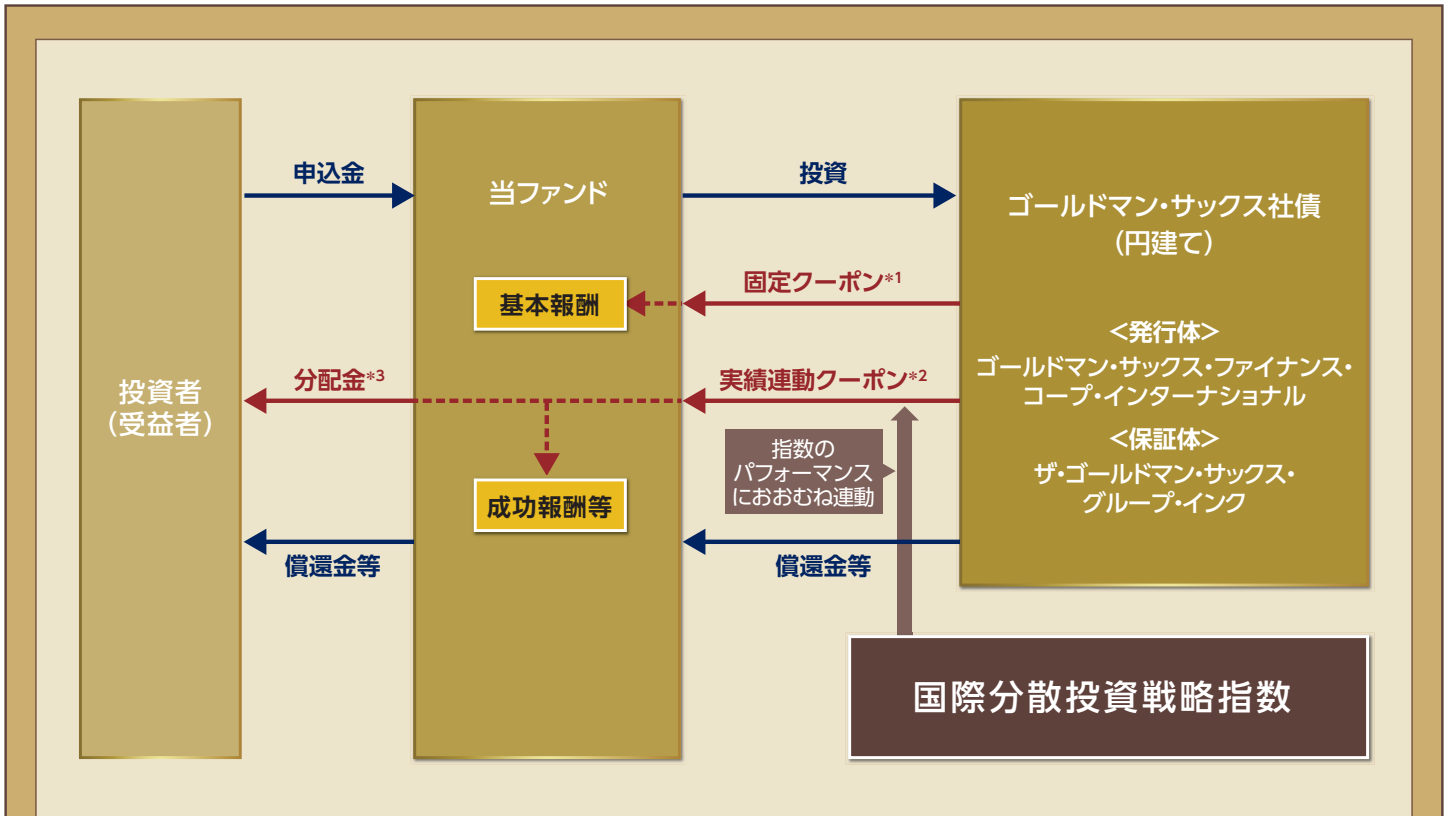 申込金
投資
当ファンド
ゴールドマン・サックス社債
（円建て）
固定クーポン*1
基本報酬
<発行体>
ゴールドマン・サックス・ファイナンス・
コープ・インターナショナル
投資者
（受益者）
分配金*3
実績連動クーポン*2
<保証体>
ザ・ゴールドマン・サックス・
グループ・インク
指数の
パフォーマンス
におおむね連動
成功報酬等
償還金等
償還金等
国際分散投資戦略指数